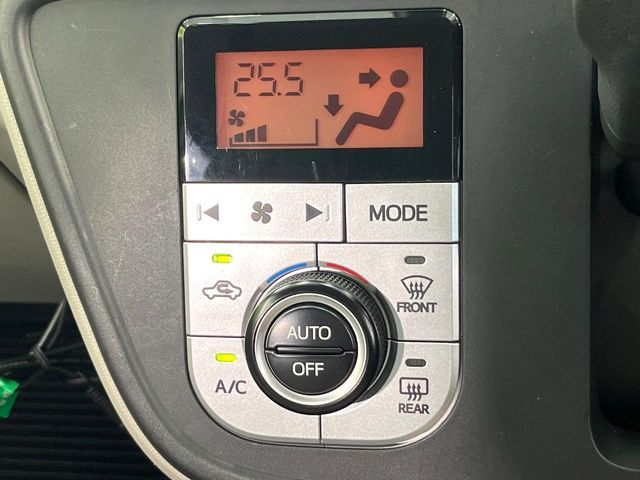 25.5
MODE
FRONT
AUTO
OFF
A/C
REAR